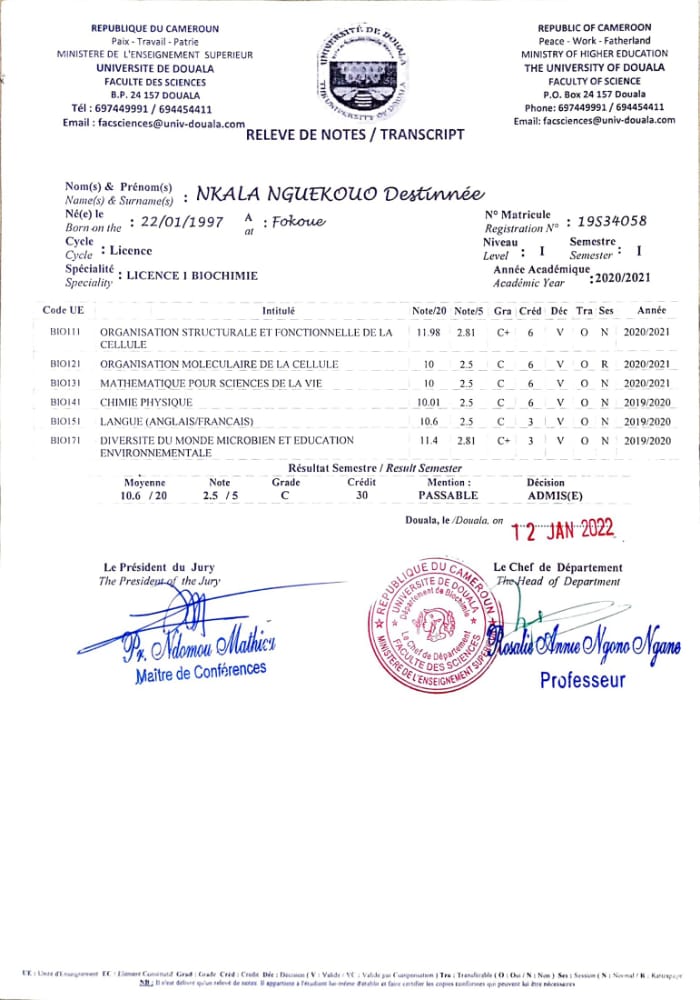 REPUBLIQUE DU CAMEROUN
Paix - Travail - Patrie
MINISTERE DE L'ENSEIGNEMENT SUPERIEUR
UNIVERSITE DE DOUALA
FACULTE DES SCIENCES
B.P. 24 157 DOUALA
Tél : 697449991 / 694454411
Email : facsciences@univ-douala.com
UNIVERSITÉ DE DOUALA
THE UNIVERSITY OF DOUALA
REPUBLIC OF CAMEROON
Peace - Work - Fatherland
MINISTRY OF HIGHER EDUCATION
THE UNIVERSITY OF DOUALA
FACULTY OF SCIENCE
P.O. Box 24 157 Douala
Phone: 697449991 / 694454411
Email: facsciences@univ-douala.com
RELEVE DE NOTES / TRANSCRIPT
Nom(s) & Prénom(s)
Name(s) & Surname(s) : NKALA NGUEKOUO Destinnée
Né(e) le
Born on the : 22/01/1997 A at : Fokoue
N° Matricule
Registration N° : 19S34058
Cycle
Cycle : Licence
Niveau
Level : I
Semestre
Semester : I
Spécialité
Speciality : LICENCE 1 BIOCHIMIE
Année Académique
Académic Year : 2020/2021
Code UE Intitulé Note/20 Note/5 Gra Créd Déc Tra Ses Année
BIO111 ORGANISATION STRUCTURALE ET FONCTIONNELLE DE LA CELLULE 11.98 2.81 C+ 6 V O N 2020/2021
BIO121 ORGANISATION MOLECULAIRE DE LA CELLULE 10 2.5 C 6 V O R 2020/2021
BIO131 MATHEMATIQUE POUR SCIENCES DE LA VIE 10 2.5 C 6 V O N 2020/2021
BIO141 CHIMIE PHYSIQUE 10.01 2.5 C 6 V O N 2019/2020
BIO151 LANGUE (ANGLAIS/FRANCAIS) 10.6 2.5 C 3 V O N 2019/2020
BIO171 DIVERSITE DU MONDE MICROBIEN ET EDUCATION ENVIRONNEMENTALE 11.4 2.81 C+ 3 V O N 2019/2020
Résultat Semestre / Result Semester
Moyenne Note Grade Crédit Mention : Décision
10.6 /20 2.5 /5 C 30 PASSABLE ADMIS(E)
Douala, le /Douala, on 12 JAN 2022
Le Président du Jury
The President of the Jury
Pr. Ndomou Mathieu
Maître de Conférences
REPUBLIQUE DU CAMEROUN
UNIVERSITE DE DOUALA
Département de Biochimie
Le Chef de Département
FACULTE DES SCIENCES
MINISTERE DE L'ENSEIGNEMENT SUPERIEUR
Le Chef de Département
The Head of Department
Rosalie Annie Ngono Ngane
Professeur
UE : Unité d'Enseignement EC : Elément Constitutif Grad : Grade Créd : Crédit Déc : Décision ( V : Valide / VC : Valide par Compensation ) Tra : Transférable ( O : Oui / N : Non ) Ses : Session ( N : Normal / R : Rattrapage
NB : Il n'est délivré qu'un relevé de notes. Il appartient à l'étudiant lui-même d'établir et faire certifier les copies conformes qui peuvent lui être nécessaires